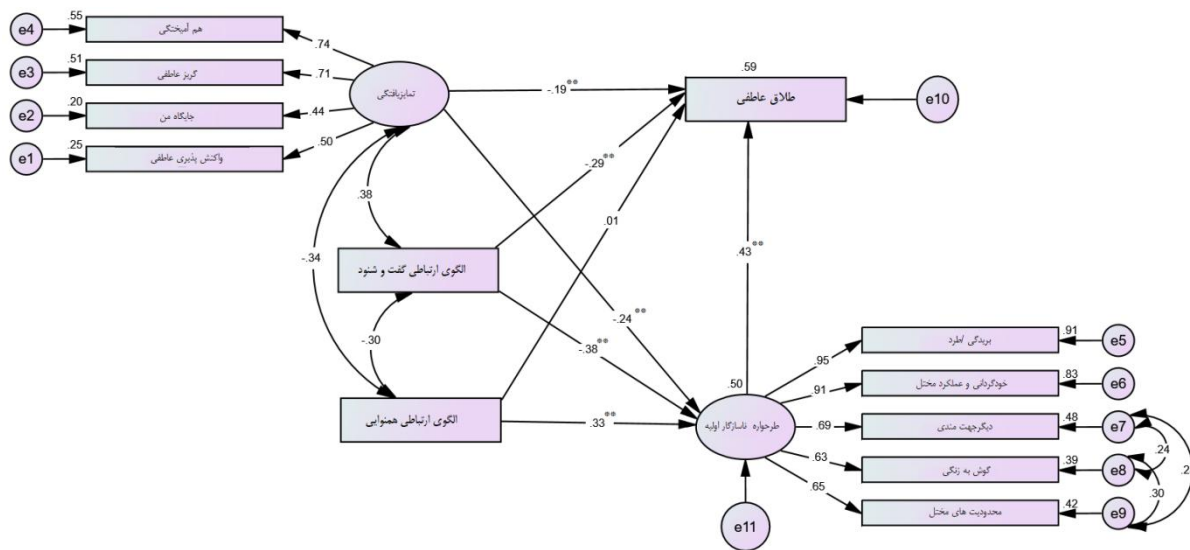 .55
e4
هم آمیختگی
.74
.51
e3
گریز عاطفی
.71
.20
e2
جایگاه من
.44
.25
e1
واکنش پذیری عاطفی
.50
تمایزیافتگی
-.19**
.59
طلاق عاطفی
e10
.38
-.29**
.01
-.34
الگوی ارتباطی گفت و شنود
.43**
-.24**
-.30
-.38**
الگوی ارتباطی همنوایی
.33**
.50
طرحواره ناسازگار اولیه
e11
.95
بریدگی /طرد
.91
e5
.91
خودگردانی و عملکرد مختل
.83
e6
.69
دیگرجهت مندی
.48
e7
.24
.63
گوش به زنگی
.39
e8
.30
.65
محدودیت های مختل
.42
e9